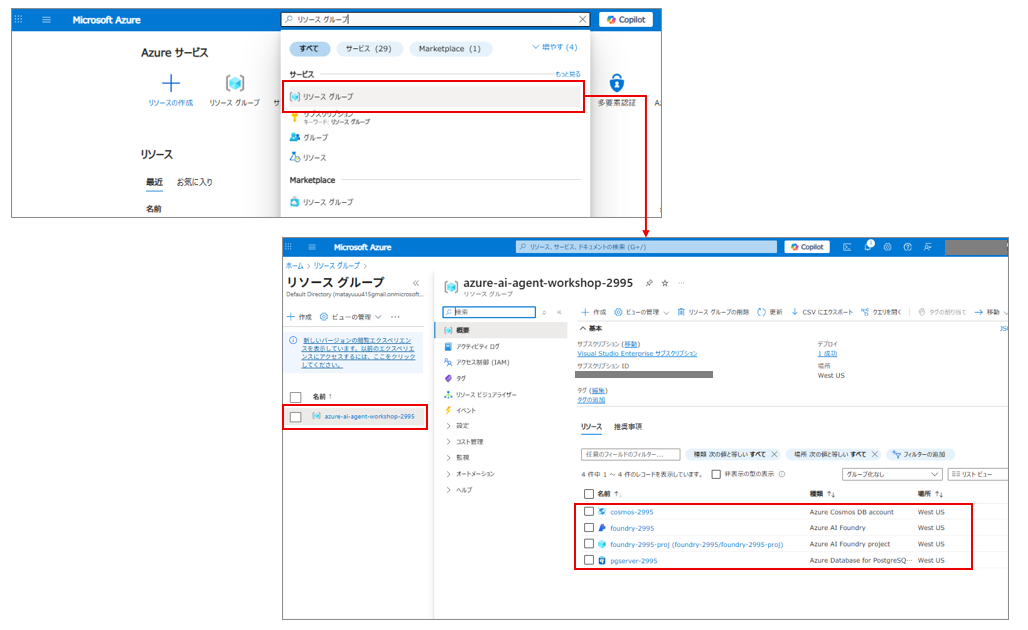 Microsoft Azure
リソース グループ
Copilot
Azure サービス
すべて
サービス (29)
Marketplace (1)
増やす (4)
サービス
もっと見る
リソースの作成
リソース グループ
サ
リソース グループ
多要素認証
サブスクリプション
キーワード: リソース グループ
グループ
リソース
リソース
最近
お気に入り
Marketplace
名前
リソース グループ
Microsoft Azure
リソース、サービス、ドキュメントの検索 (G+/)
Copilot
1
ホーム > リソース グループ >
リソース グループ
Default Directory (matayuuu415gmail.onmicrosoft...
作成
ビューの管理
新しいバージョンの閲覧エクスペリエンスを表示しています。以前のエクスペリエンスにアクセスするには、ここをクリックしてください。
名前 ↑
azure-ai-agent-workshop-2995
azure-ai-agent-workshop-2995
リソース グループ
検索
概要
アクティビティ ログ
アクセス制御 (IAM)
タグ
リソース ビジュアライザー
イベント
設定
コスト管理
監視
オートメーション
ヘルプ
作成
ビューの管理
リソース グループの削除
更新
CSV にエクスポート
クエリを開く
タグの割り当て
移動
基本
サブスクリプション (移動)
Visual Studio Enterprise サブスクリプション
サブスクリプション ID
デプロイ
1 成功
場所
West US
タグ (編集)
タグの追加
リソース
推奨事項
任意のフィールドのフィルター...
種類 次の値と等しい すべて
場所 次の値と等しい すべて
フィルターの追加
4 件中 1 ～ 4 件のレコードを表示しています。
非表示の型の表示
グループ化なし
リスト ビュー
名前 ↑↓
種類 ↑↓
場所 ↑↓
cosmos-2995
Azure Cosmos DB account
West US
foundry-2995
Azure AI Foundry
West US
foundry-2995-proj (foundry-2995/foundry-2995-proj)
Azure AI Foundry project
West US
pgserver-2995
Azure Database for PostgreSQ...
West US